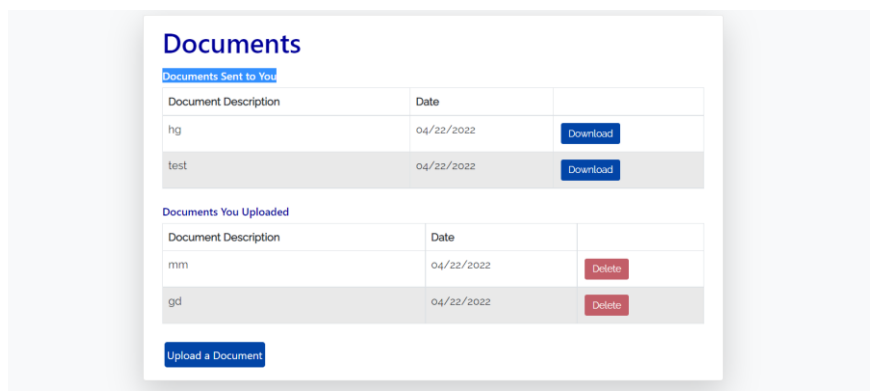 Documents
Documents Sent to You
Document Description Date
hg 04/22/2022 Download
test 04/22/2022 Download
Documents You Uploaded
Document Description Date
mm 04/22/2022 Delete
gd 04/22/2022 Delete
Upload a Document